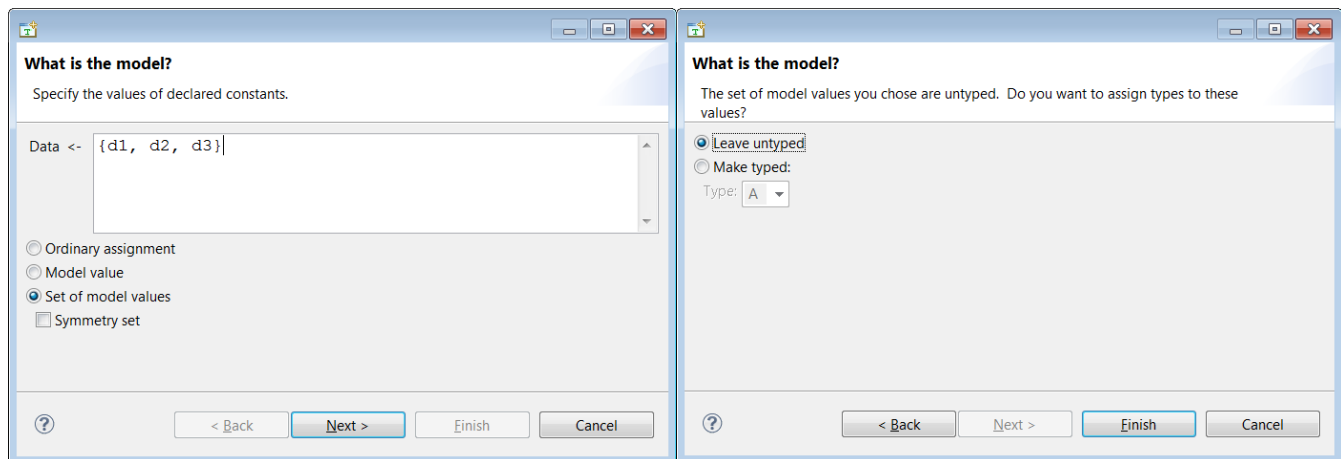 What is the model?
Specify the values of declared constants.
Data <- {d1, d2, d3}
Ordinary assignment
Model value
Set of model values
Symmetry set
< Back Next > Finish Cancel
What is the model?
The set of model values you chose are untyped. Do you want to assign types to these
values?
Leave untyped
Make typed:
Type: A
< Back Next > Finish Cancel